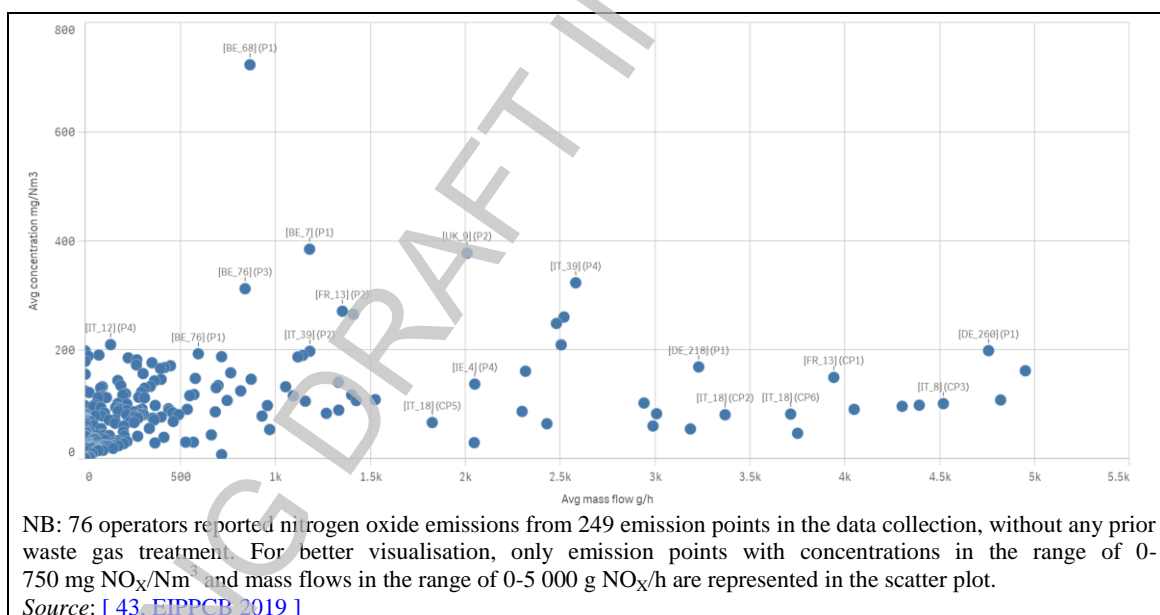 800
[BE_68] (P1)
600
Avg concentration mg/Nm3
[BE_7] (P1)
[UK_9] (P2)
400
[BE_76] (P3)
[IT_39] (P4)
[FR_13] (P2)
[IT_12] (P4)
[BE_76] (P1)
[IT_39] (P2)
[DE_260] (P1)
200
[DE_218] (P1)
[FR_13] (CP1)
[IE_4] (P4)
[IT_18] (CP5)
[IT_18] (CP2)
[IT_18] (CP6)
[IT_8] (CP3)
0
0 500 1k 1.5k 2k 2.5k 3k 3.5k 4k 4.5k 5k 5.5k
Avg mass flow g/h
NB: 76 operators reported nitrogen oxide emissions from 249 emission points in the data collection, without any prior
waste gas treatment. For better visualisation, only emission points with concentrations in the range of 0-
750 mg NOX/Nm3 and mass flows in the range of 0-5 000 g NOX/h are represented in the scatter plot.
Source: [ 43, EIPPCB 2019 ]
NG DRAFT IN